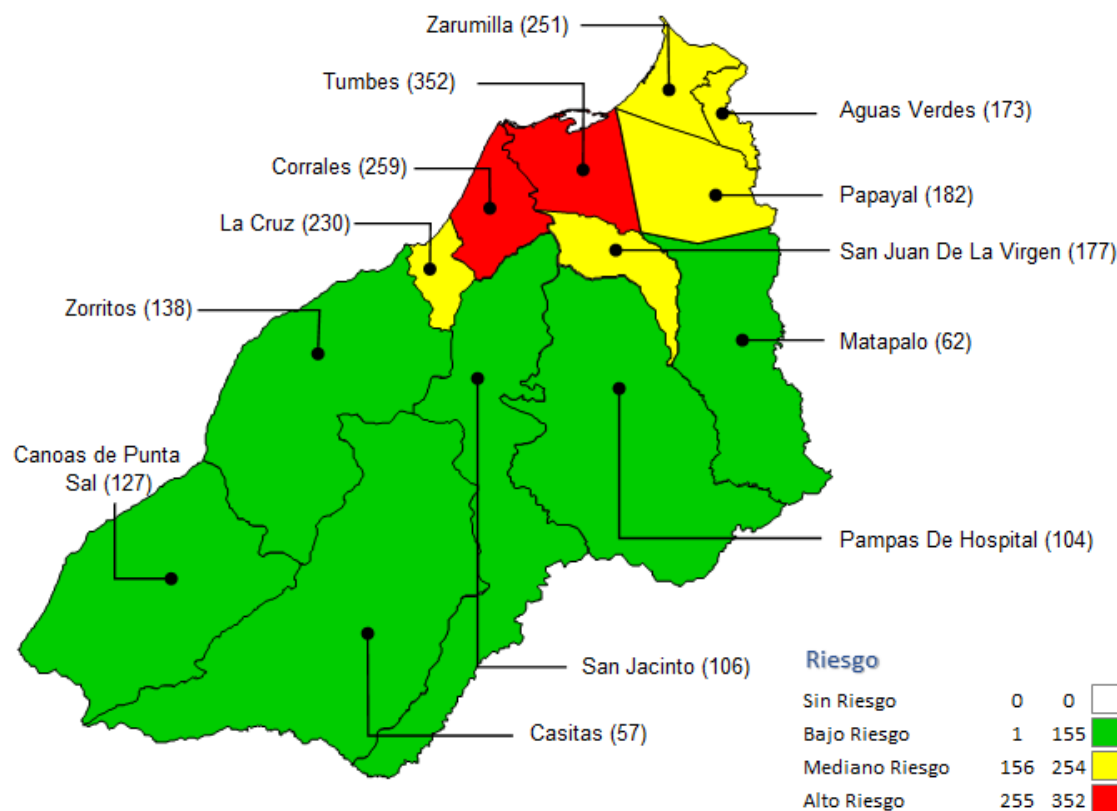 Zarumilla (251)
Tumbes (352)
Aguas Verdes (173)
Corrales (259)
Papayal (182)
La Cruz (230)
San Juan De La Virgen (177)
Zorritos (138)
Matapalo (62)
Canoas de Punta
Sal (127)
Pampas De Hospital (104)
San Jacinto (106)
Casitas (57)
Riesgo
Sin Riesgo 0 0
Bajo Riesgo 1 155
Mediano Riesgo 156 254
Alto Riesgo 255 352